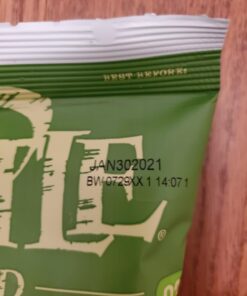 BEST BEFORE:
JAN302021
BW 0729XX 1 14:07 1
TLE®